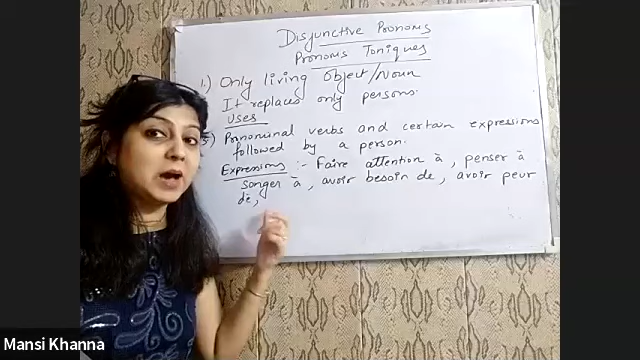 Disjunctive Pronoms
Pronoms Toniques
1.) Only living object/Noun
It replaces only persons.
uses
5) Pronominal verbs and certain expressions
followed by a person.
Expressions :- Faire attention à, penser à
songer à, avoir besoin de, avoir peur
de,
Mansi Khanna